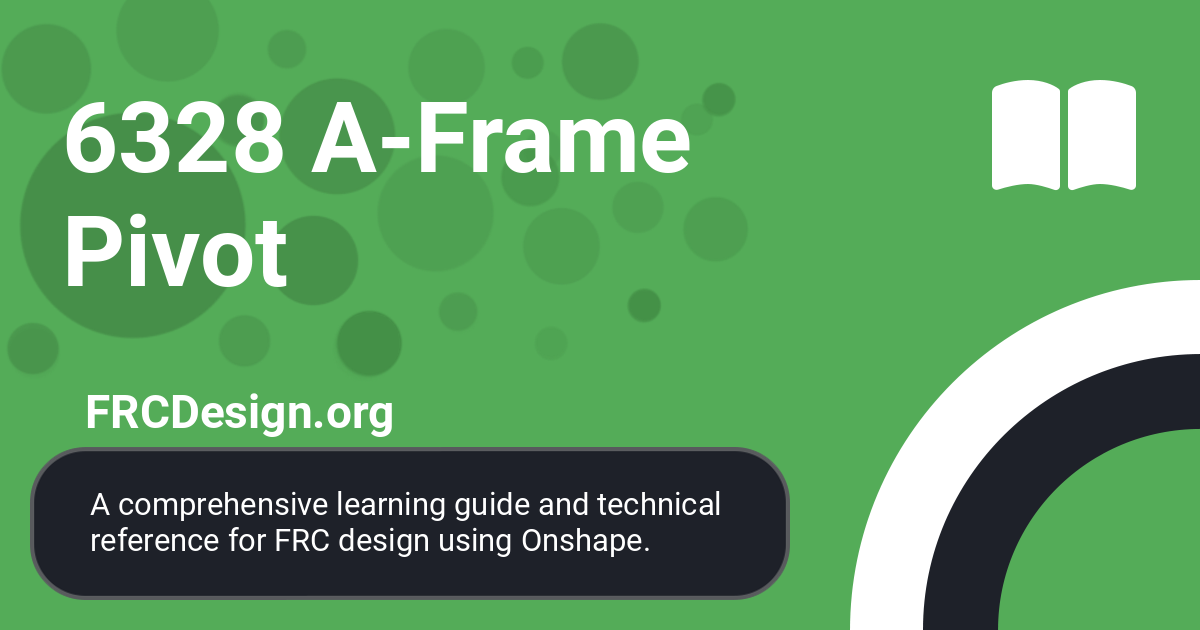 6328 A-Frame
Pivot
FRCDesign.org
A comprehensive learning guide and technical
reference for FRC design using Onshape.